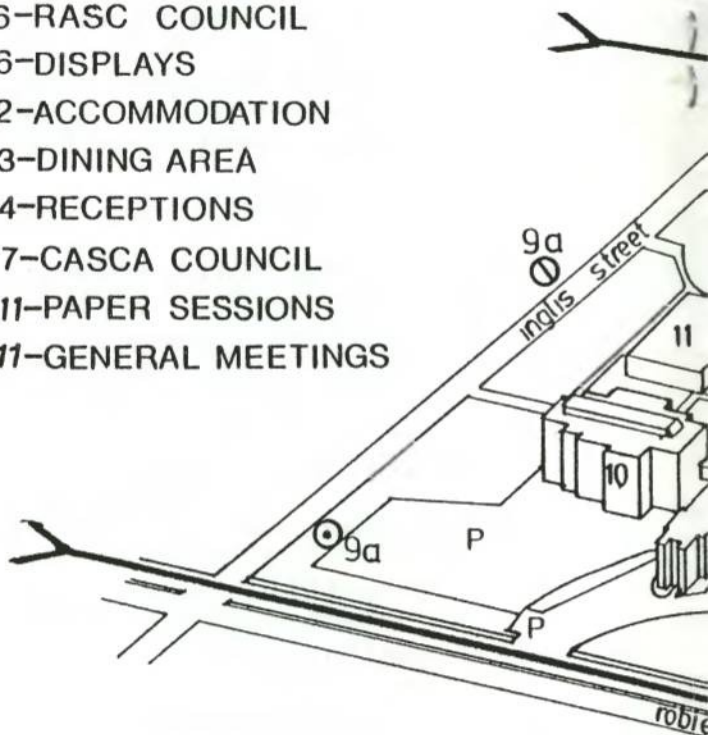 6-RASC COUNCIL
6-DISPLAYS
2-ACCOMMODATION
3-DINING AREA
4-RECEPTIONS
7-CASCA COUNCIL
11-PAPER SESSIONS
11-GENERAL MEETINGS
9a
inglis street
11
10
9a
P
P
robie